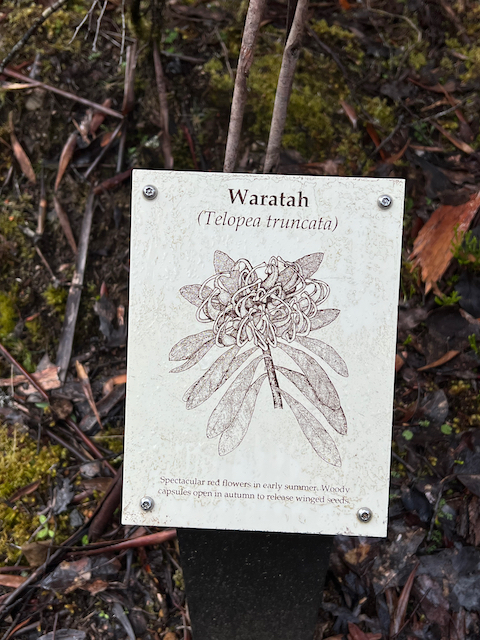 Waratah
(Telopea truncata)
Spectacular red flowers in early summer. Woody
capsules open in autumn to release winged seeds.